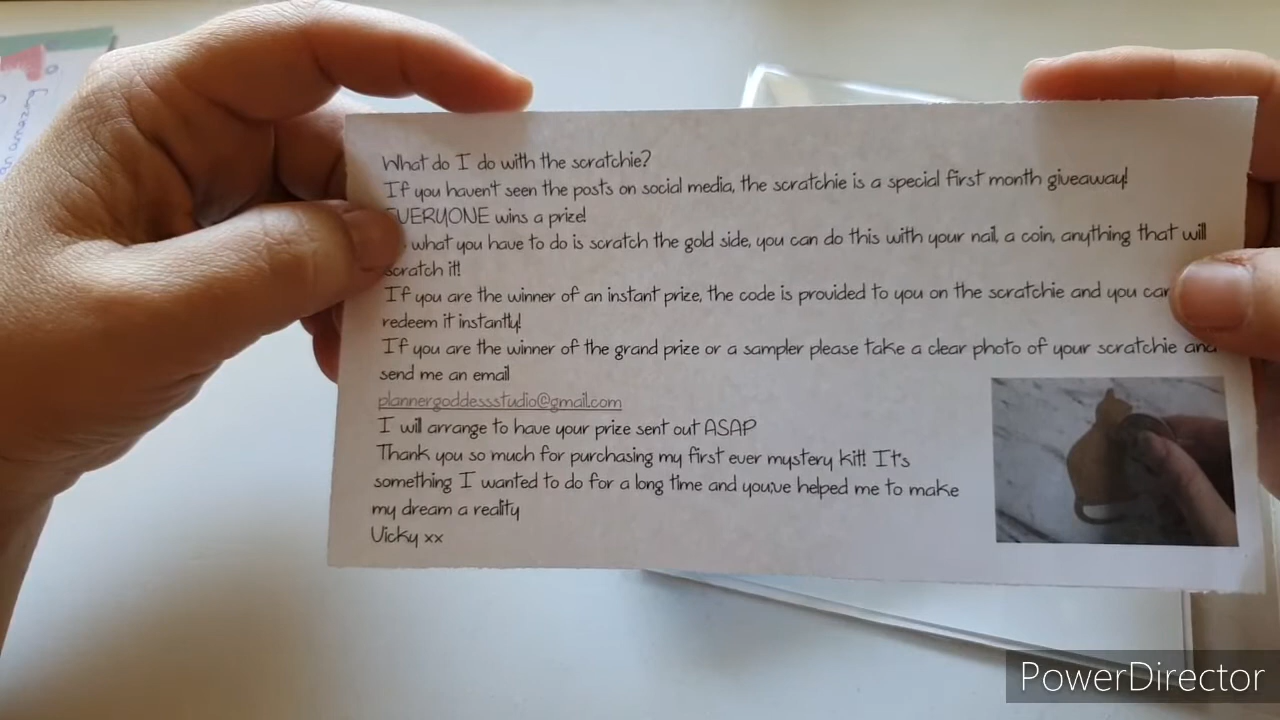 What do I do with the scratchie?
If you haven't seen the posts on social media, the scratchie is a special first month giveaway!
EVERYONE wins a prize!
what you have to do is scratch the gold side, you can do this with your nail, a coin, anything that will
scratch it!
If you are the winner of an instant prize, the code is provided to you on the scratchie and you can
redeem it instantly!
If you are the winner of the grand prize or a sampler please take a clear photo of your scratchie and
send me an email
plannergoddessstudio@gmail.com
I will arrange to have your prize sent out ASAP
Thank you so much for purchasing my first ever mystery kit! It's
something I wanted to do for a long time and you;ve helped me to make
my dream a reality
Vicky xx
PowerDirector